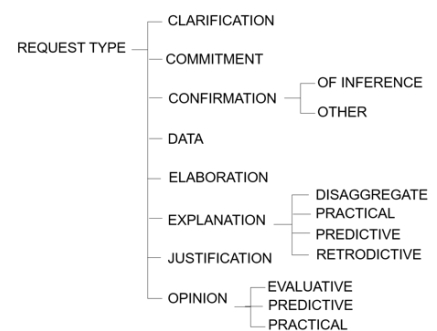 REQUEST TYPE
CLARIFICATION
COMMITMENT
CONFIRMATION
OF INFERENCE
OTHER
DATA
ELABORATION
EXPLANATION
DISAGGREGATE
PRACTICAL
PREDICTIVE
RETRODICTIVE
JUSTIFICATION
OPINION
EVALUATIVE
PREDICTIVE
PRACTICAL